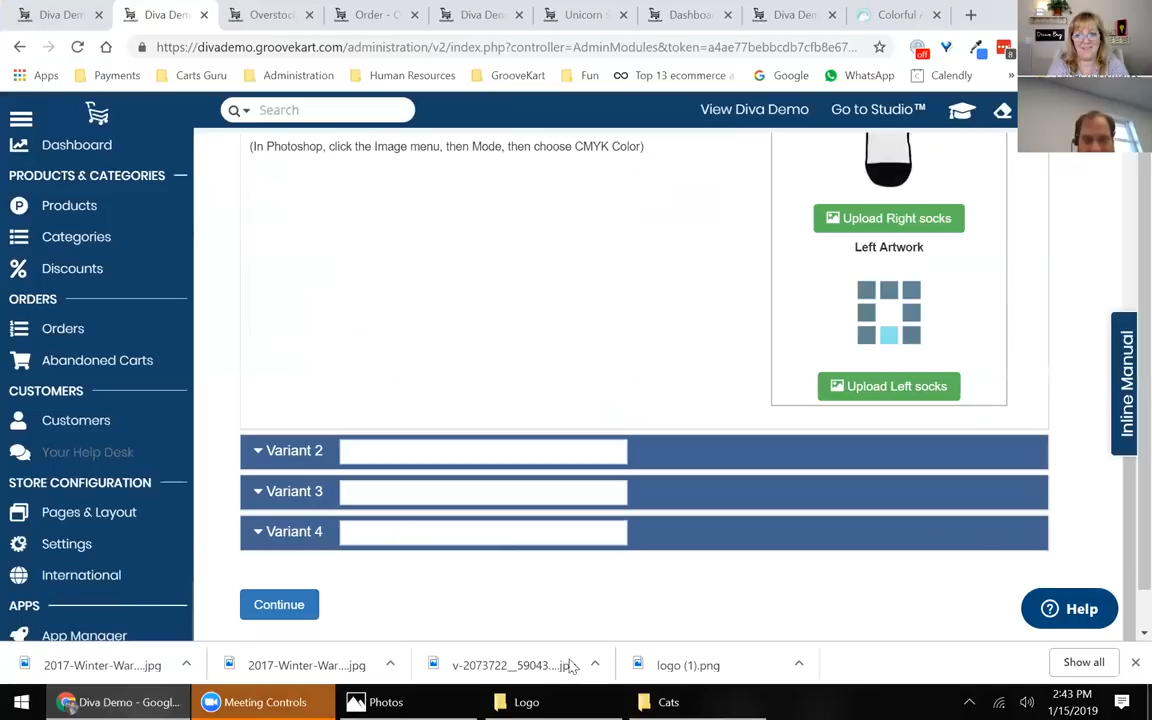 Diva Demo
Diva Dem
Overstoc
Order - C
Diva Dem
Unicorn S
Dashboa
Diva Dem
Colorful A
https://divademo.groovekart.com/administration/v2/index.php?controller=AdminModules&token=a4ae77bebbcdb7cfb8e67...
off
8
Apps
Payments
Carts Guru
Administration
Human Resources
GrooveKart
Fun
Top 13 ecommerce a
Google
WhatsApp
Calendly
»
Search
View Diva Demo
Go to Studio™
Dashboard
PRODUCTS & CATEGORIES
Products
Categories
Discounts
ORDERS
Orders
Abandoned Carts
CUSTOMERS
Customers
Your Help Desk
STORE CONFIGURATION
Pages & Layout
Settings
International
APPS
App Manager
(In Photoshop, click the Image menu, then Mode, then choose CMYK Color)
Upload Right socks
Left Artwork
Upload Left socks
Variant 2
Variant 3
Variant 4
Continue
Inline Manual
Help
2017-Winter-War....jpg
2017-Winter-War....jpg
v-2073722__59043....jpg
logo (1).png
Show all
Diva Demo - Googl...
Meeting Controls
Photos
Logo
Cats
2:43 PM
1/15/2019